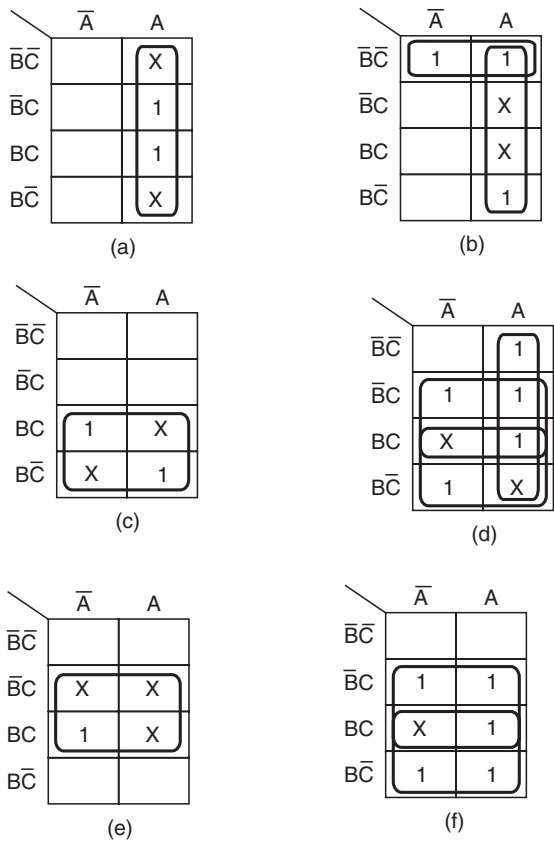 A̅ A
B̅C̅ X
B̅C 1
BC 1
BC̅ X
(a)
A̅ A
B̅C̅ 1 1
B̅C X
BC X
BC̅ 1
(b)
A̅ A
B̅C̅
B̅C
BC 1 X
BC̅ X 1
(c)
A̅ A
B̅C̅ 1
B̅C 1 1
BC X 1
BC̅ 1 X
(d)
A̅ A
B̅C̅
B̅C X X
BC 1 X
BC̅
(e)
A̅ A
B̅C̅
B̅C 1 1
BC X 1
BC̅ 1 1
(f)